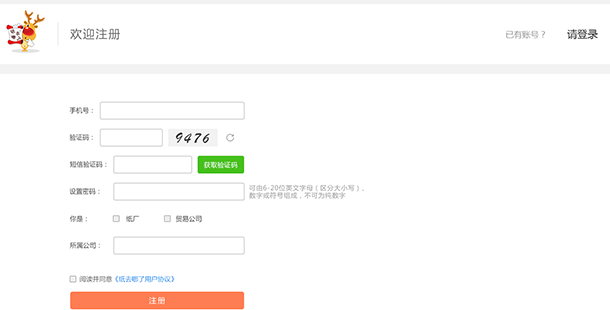 欢迎注册
已有账号？ 请登录
手机号：
验证码： 9476
短信验证码： 获取验证码
设置密码： 可由6-20位英文字母（区分大小写）、
数字或符号组成，不可为纯数字
你是： 纸厂 贸易公司
所属公司：
阅读并同意《纸去哪了用户协议》
注册